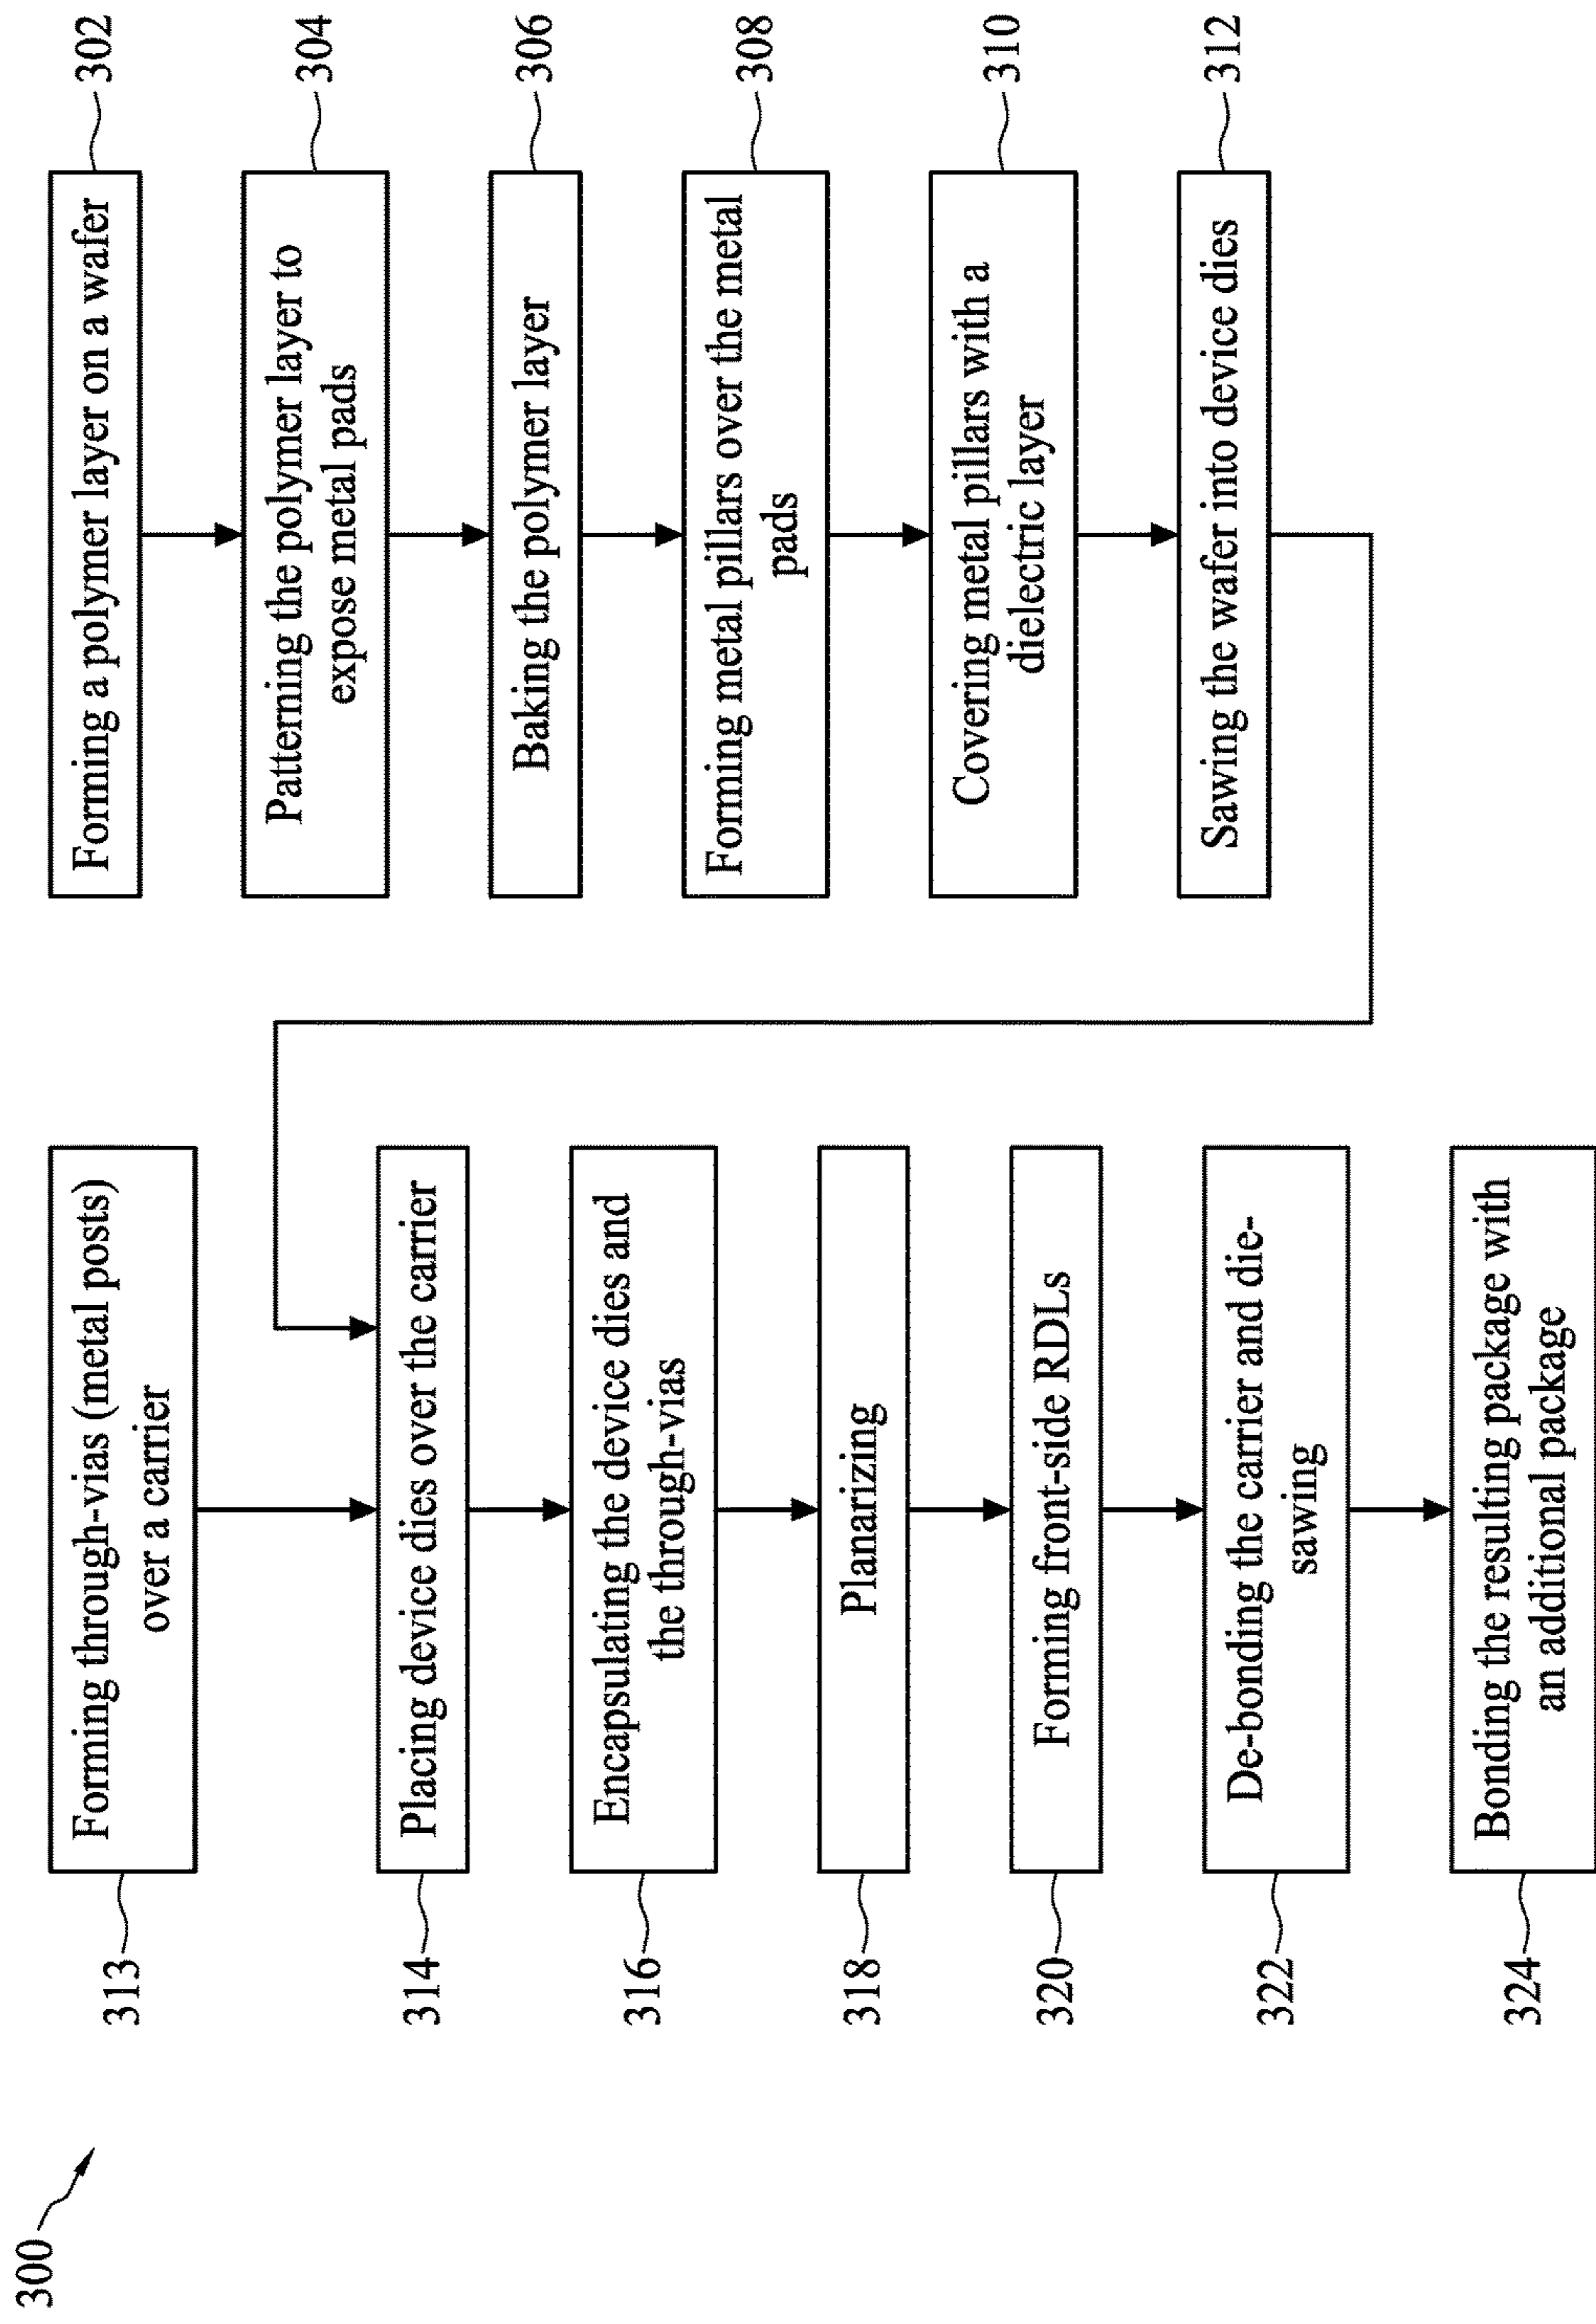 300
313
Forming through-vias (metal posts)
over a carrier
314
Placing device dies over the carrier
316
Encapsulating the device dies and
the through-vias
318
Planarizing
320
Forming front-side RDLs
322
De-bonding the carrier and die-
sawing
324
Bonding the resulting package with
an additional package
Forming a polymer layer on a wafer
302
Patterning the polymer layer to
expose metal pads
304
Baking the polymer layer
306
Forming metal pillars over the metal
pads
308
Covering metal pillars with a
dielectric layer
310
Sawing the wafer into device dies
312